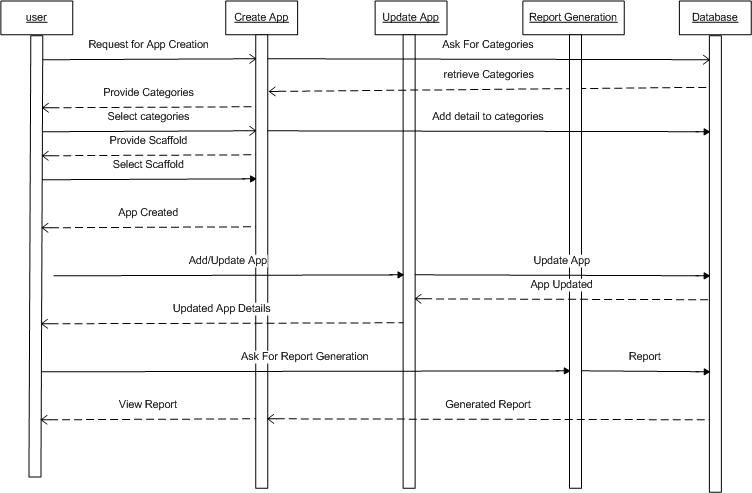 user
Create App
Update App
Report Generation
Database
Request for App Creation
Ask For Categories
retrieve Categories
Provide Categories
Select categories
Add detail to categories
Provide Scaffold
Select Scaffold
App Created
Add/Update App
Update App
App Updated
Updated App Details
Ask For Report Generation
Report
View Report
Generated Report